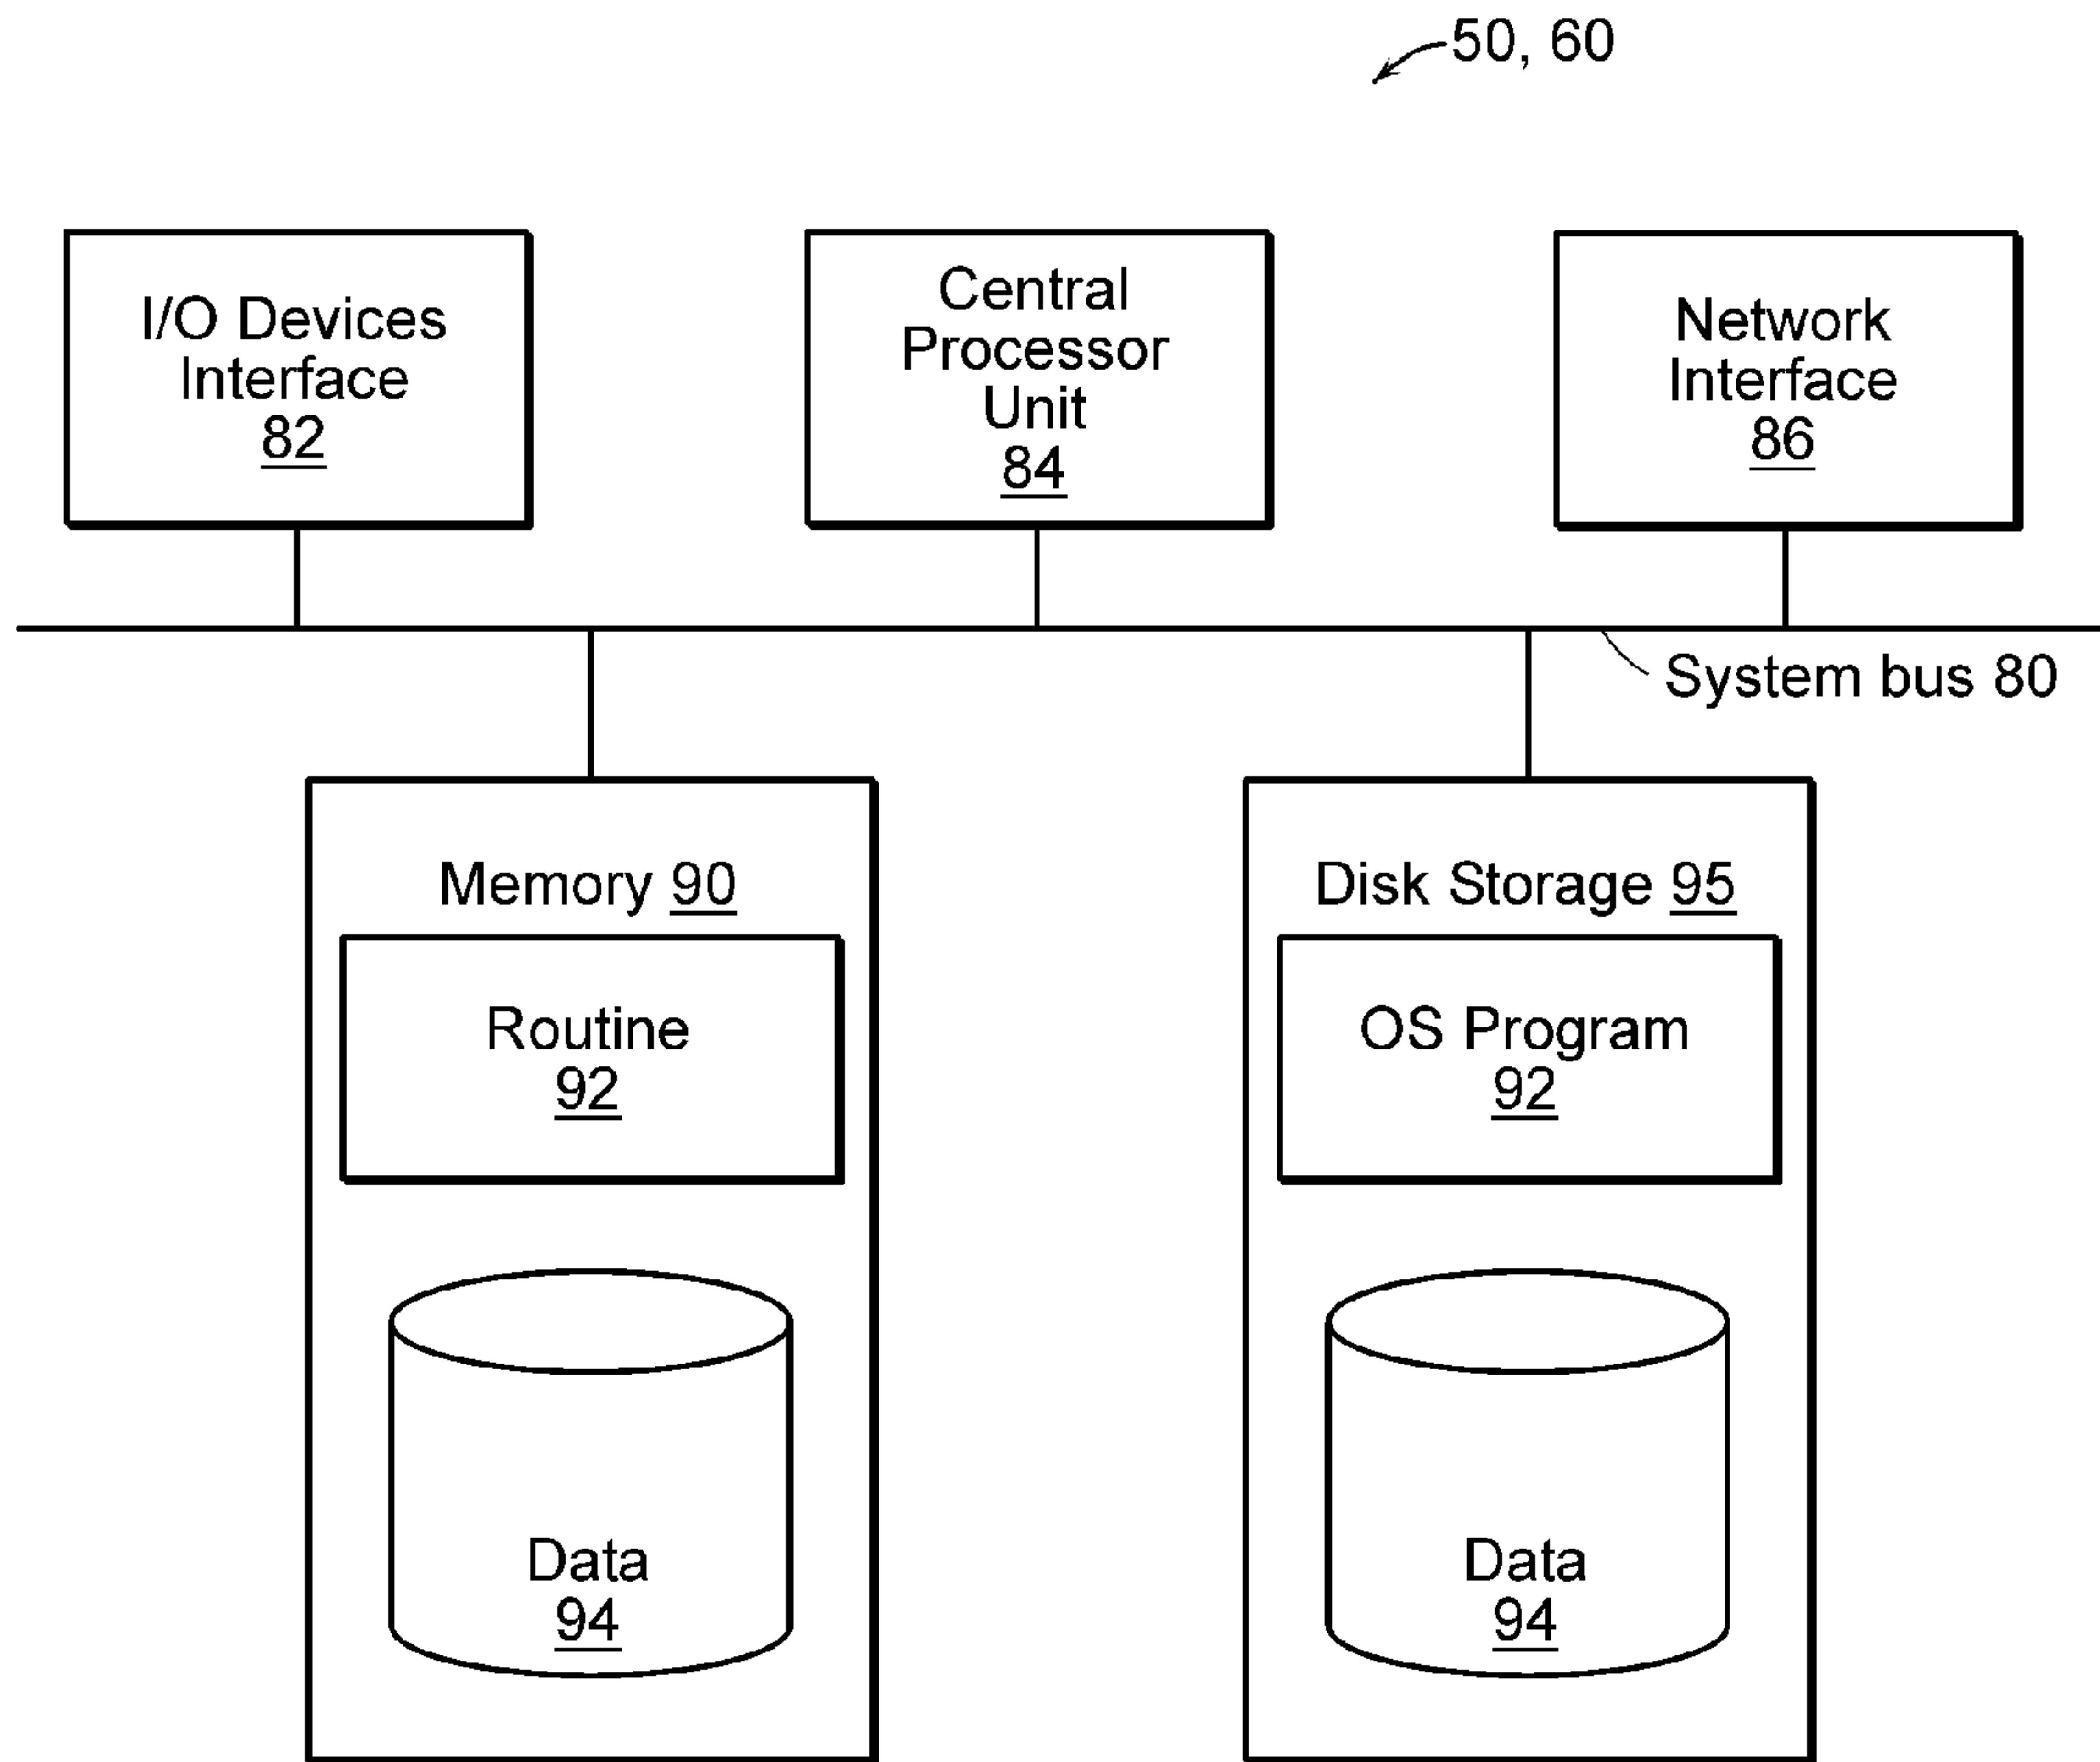 50, 60
I/O Devices
Interface
82
Central
Processor
Unit
84
Network
Interface
86
System bus 80
Memory 90
Routine
92
Data
94
Disk Storage 95
OS Program
92
Data
94